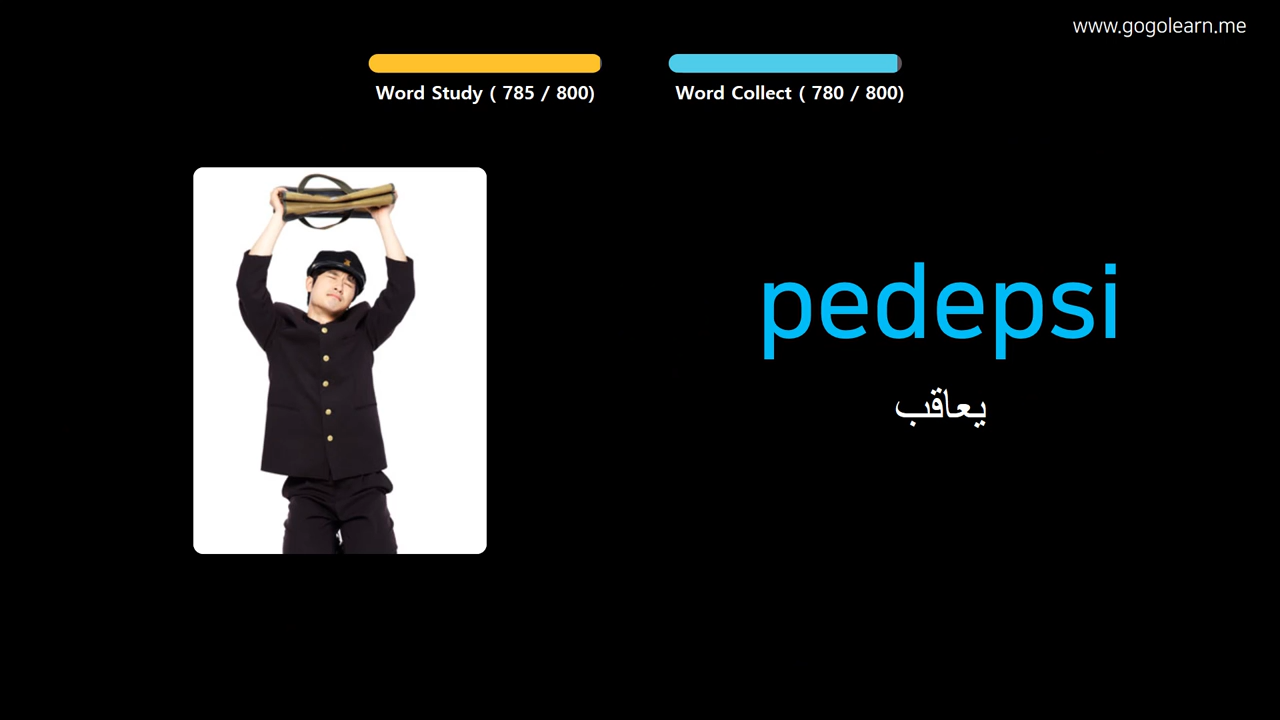 www.gogolearn.me
Word Study ( 785 / 800)
Word Collect ( 780 / 800)
pedepsi
يعاقب